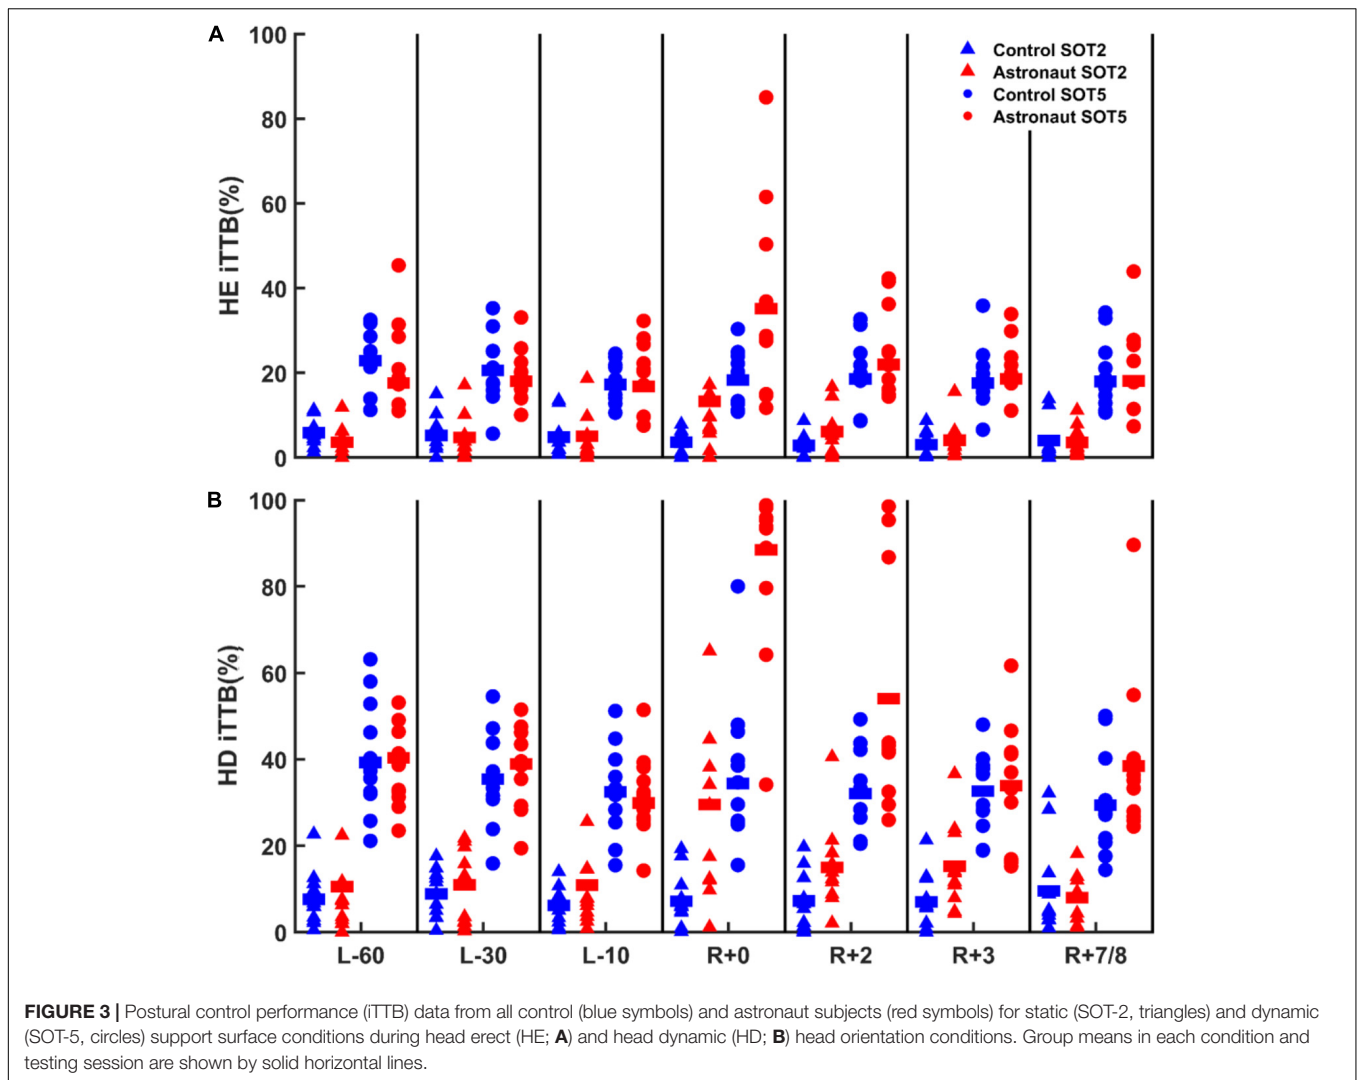 A
100
80
60
40
20
0
HE iTTB(%)
Control SOT2
Astronaut SOT2
Control SOT5
Astronaut SOT5
B
100
80
60
40
20
0
HD iTTB(%)
L-60 L-30 L-10 R+0 R+2 R+3 R+7/8
FIGURE 3 | Postural control performance (iTTB) data from all control (blue symbols) and astronaut subjects (red symbols) for static (SOT-2, triangles) and dynamic
(SOT-5, circles) support surface conditions during head erect (HE; A) and head dynamic (HD; B) head orientation conditions. Group means in each condition and
testing session are shown by solid horizontal lines.